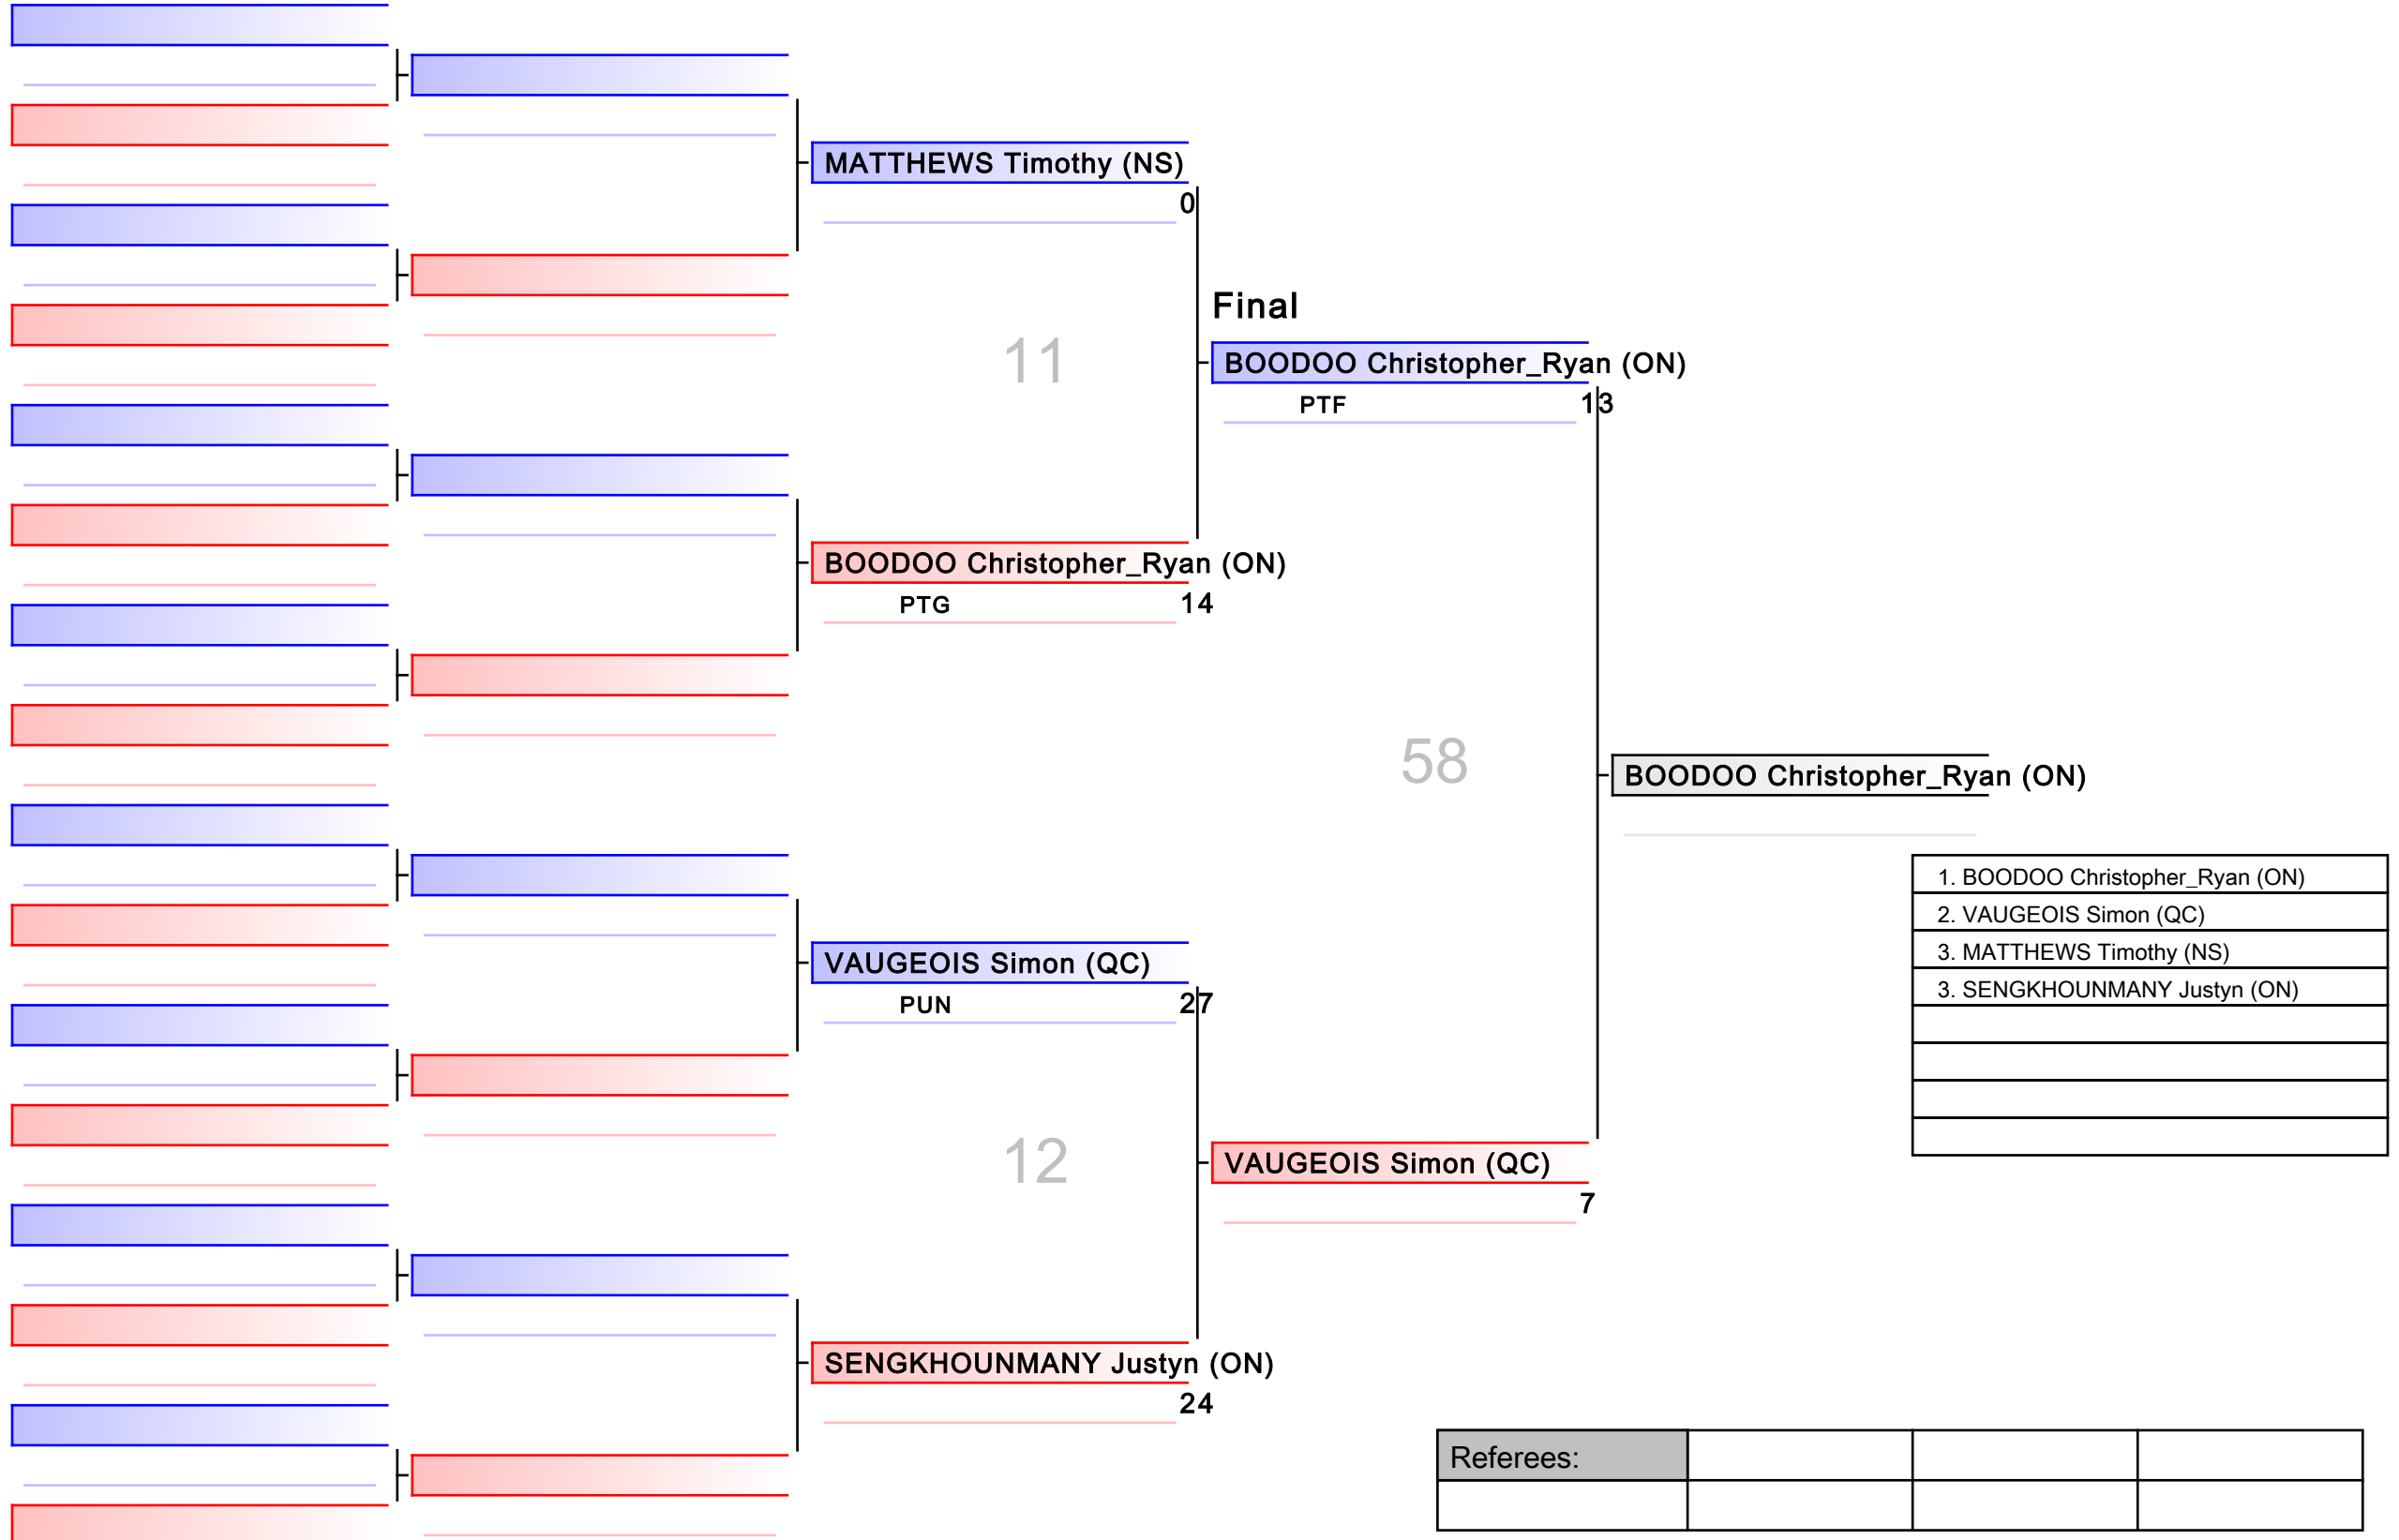 MATTHEWS Timothy (NS)
0
11
Final
BOODOO Christopher_Ryan (ON)
PTF 13
BOODOO Christopher_Ryan (ON)
PTG 14
58
BOODOO Christopher_Ryan (ON)
1. BOODOO Christopher_Ryan (ON)
2. VAUGEOIS Simon (QC)
3. MATTHEWS Timothy (NS)
3. SENGKHOUNMANY Justyn (ON)
VAUGEOIS Simon (QC)
PUN 27
12
VAUGEOIS Simon (QC)
7
SENGKHOUNMANY Justyn (ON)
24
Referees: